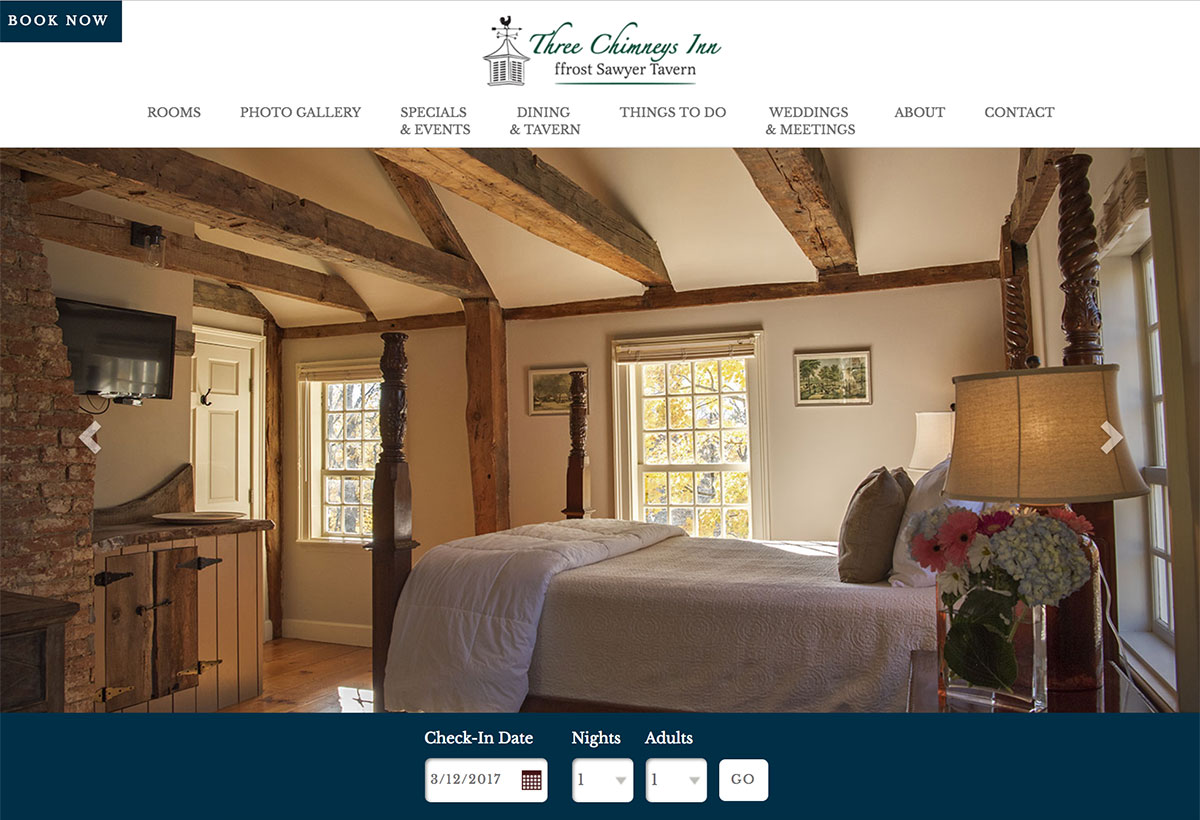 BOOK NOW
Three Chimneys Inn
ffrost Sawyer Tavern
ROOMS
PHOTO GALLERY
SPECIALS
& EVENTS
DINING
& TAVERN
THINGS TO DO
WEDDINGS
& MEETINGS
ABOUT
CONTACT
Check-In Date
Nights
Adults
3/12/2017
1
1
GO